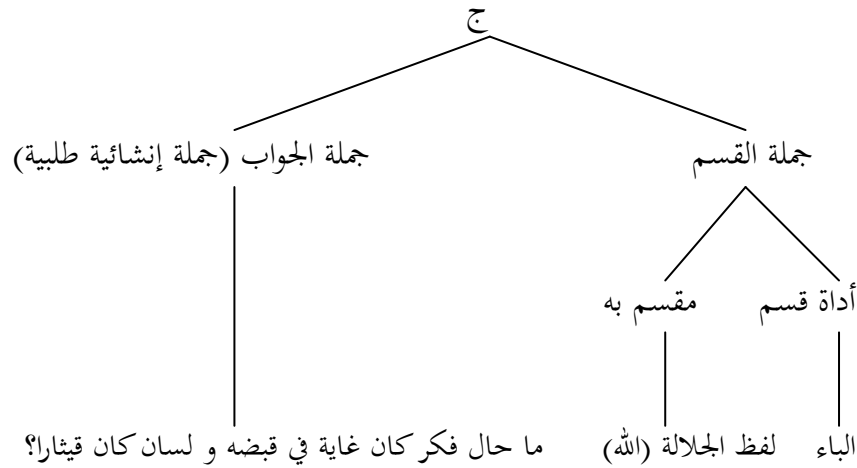 ج
جملة القسم جملة الجواب (جملة إنشائية طلبية)
أداة قسم مقسم به
الباء لفظ الجلالة (الله) ما حال فكر كان غاية في قبضه و لسان كان قيثارا؟